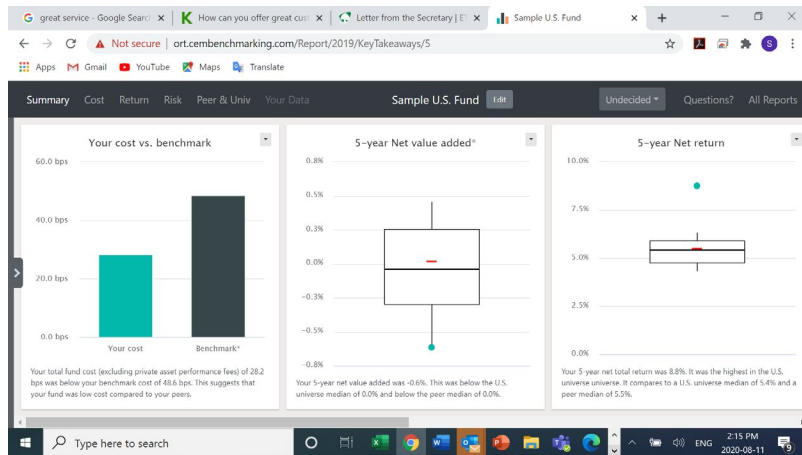 great service - Google Searc
How can you offer great cust
Letter from the Secretary | E
Sample U.S. Fund
Not secure | ort.cembenchmarking.com/Report/2019/KeyTakeaways/5
S
Apps
Gmail
YouTube
Maps
Translate
Summary Cost Return Risk Peer & Univ Your Data
Sample U.S. Fund
Edit
Undecided
Questions?
All Reports
Your cost vs. benchmark
60.0 bps
40.0 bps
20.0 bps
0.0 bps
Your cost
Benchmark*
Your total fund cost (excluding private asset performance fees) of 28.2
bps was below your benchmark cost of 48.6 bps. This suggests that
your fund was low cost compared to your peers.
5-year Net value added*
0.8%
0.5%
0.3%
0.0%
-0.3%
-0.5%
-0.8%
Your 5-year net value added was -0.6%. This was below the U.S.
universe median of 0.0% and below the peer median of 0.0%.
5-year Net return
10.0%
7.5%
5.0%
2.5%
0.0%
Your 5-year net total return was 8.8%. It was the highest in the U.S.
universe universe. It compares to a U.S. universe median of 5.4% and a
peer median of 5.5%.
Type here to search
ENG
2:15 PM
2020-08-11
9